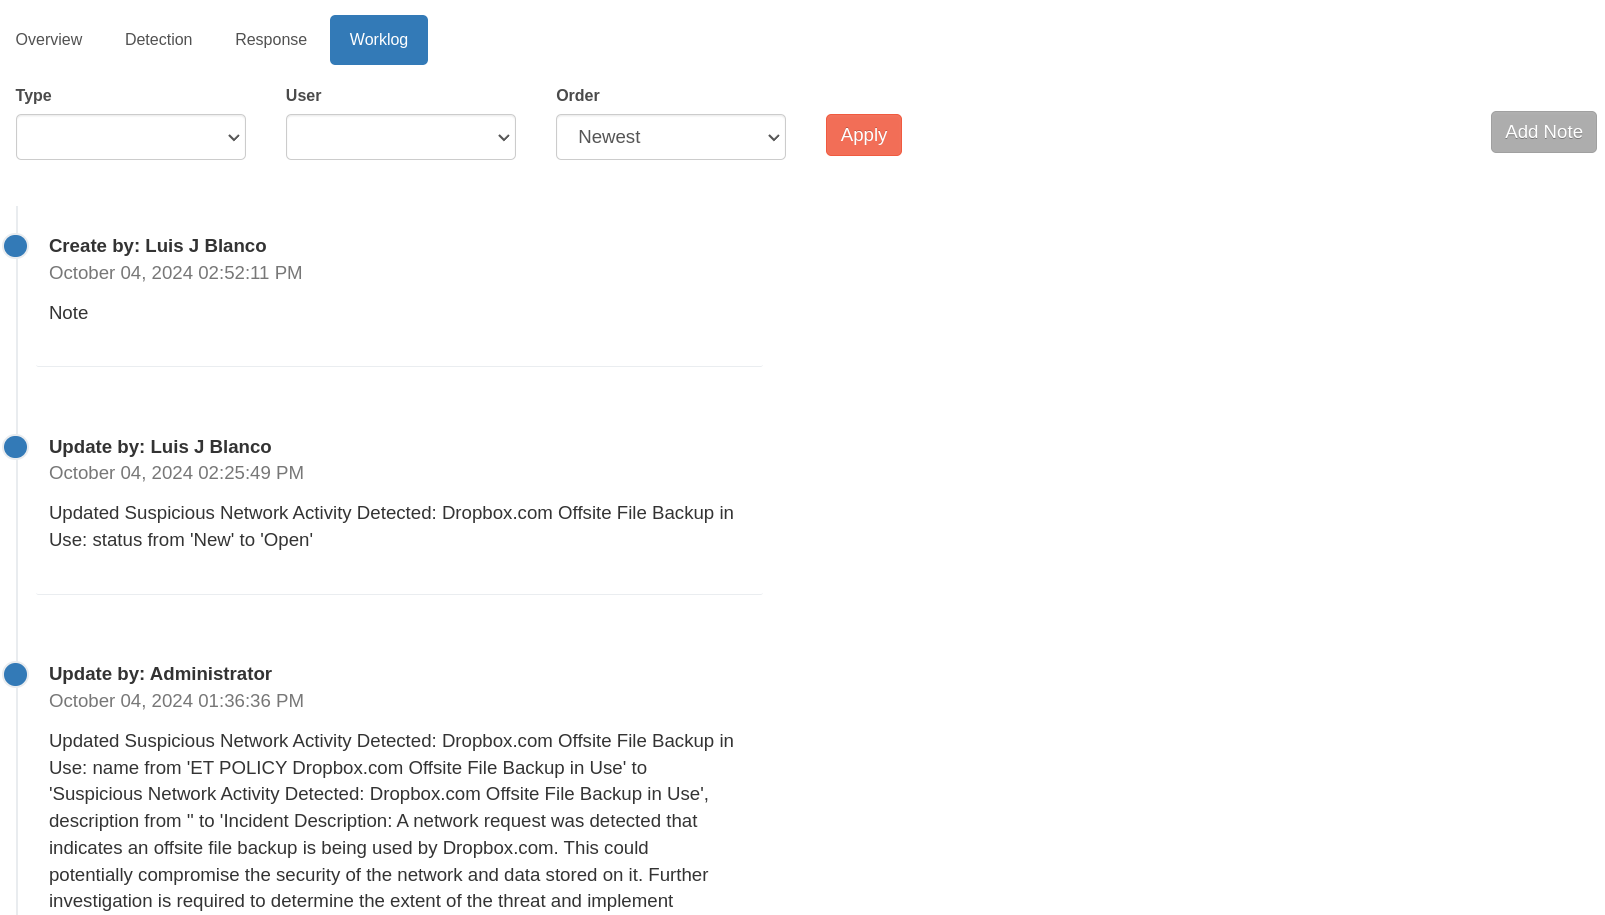 Overview Detection Response Worklog
Type User Order
Newest Apply Add Note
Create by: Luis J Blanco
October 04, 2024 02:52:11 PM
Note
Update by: Luis J Blanco
October 04, 2024 02:25:49 PM
Updated Suspicious Network Activity Detected: Dropbox.com Offsite File Backup in
Use: status from 'New' to 'Open'
Update by: Administrator
October 04, 2024 01:36:36 PM
Updated Suspicious Network Activity Detected: Dropbox.com Offsite File Backup in
Use: name from 'ET POLICY Dropbox.com Offsite File Backup in Use' to
'Suspicious Network Activity Detected: Dropbox.com Offsite File Backup in Use',
description from '' to 'Incident Description: A network request was detected that
indicates an offsite file backup is being used by Dropbox.com. This could
potentially compromise the security of the network and data stored on it. Further
investigation is required to determine the extent of the threat and implement